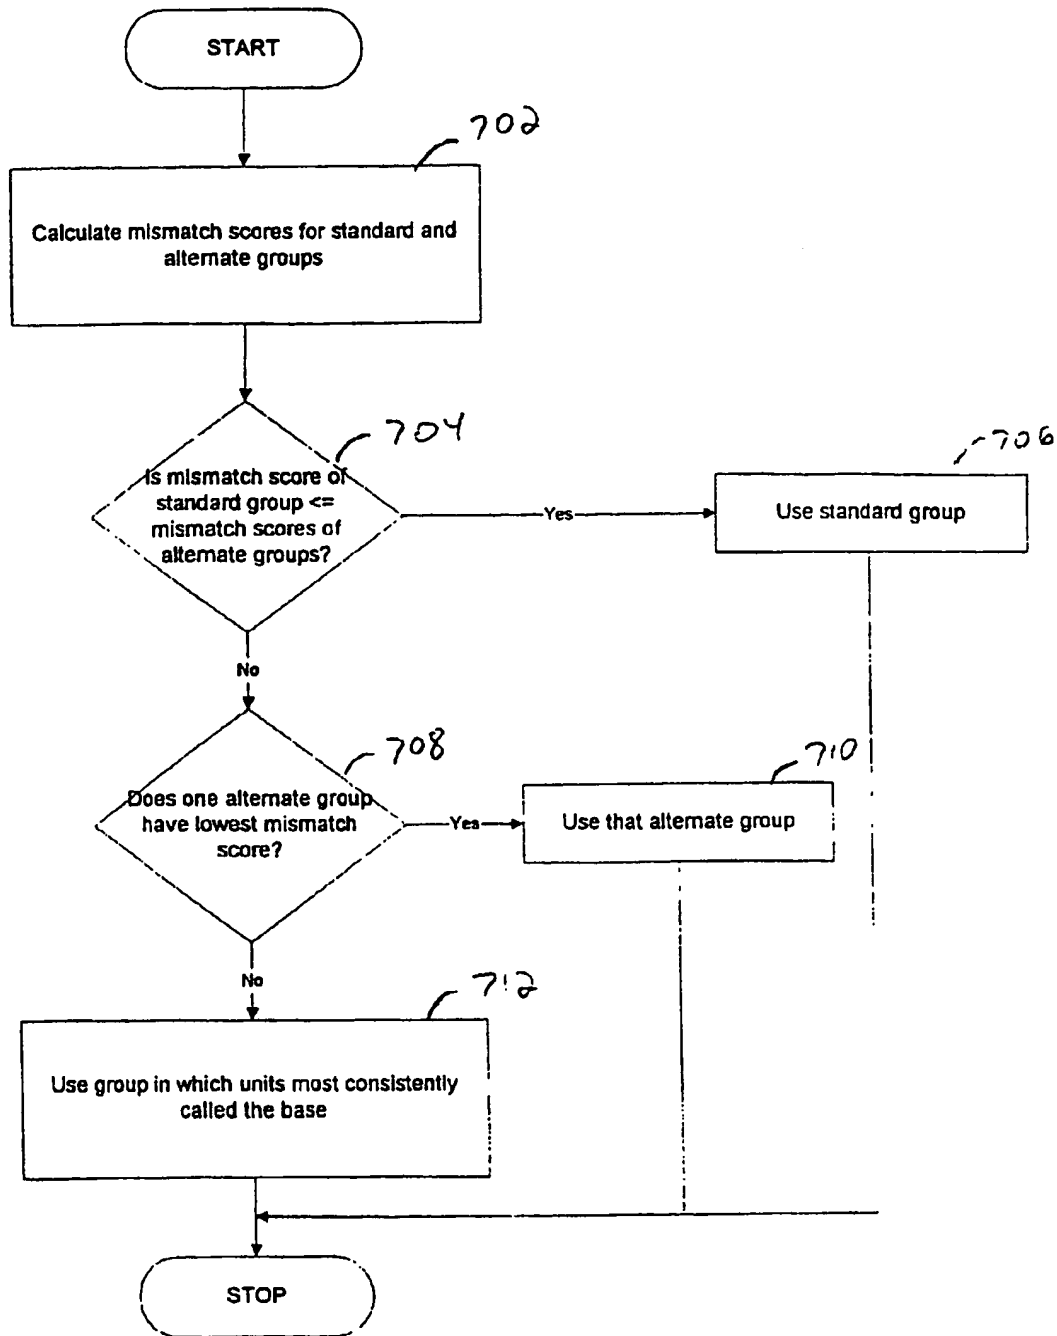 START
702
Calculate mismatch scores for standard and
alternate groups
704
Is mismatch score of
standard group <=
mismatch scores of
alternate groups?
Yes
706
Use standard group
No
708
Does one alternate group
have lowest mismatch
score?
Yes
710
Use that alternate group
No
712
Use group in which units most consistently
called the base
STOP